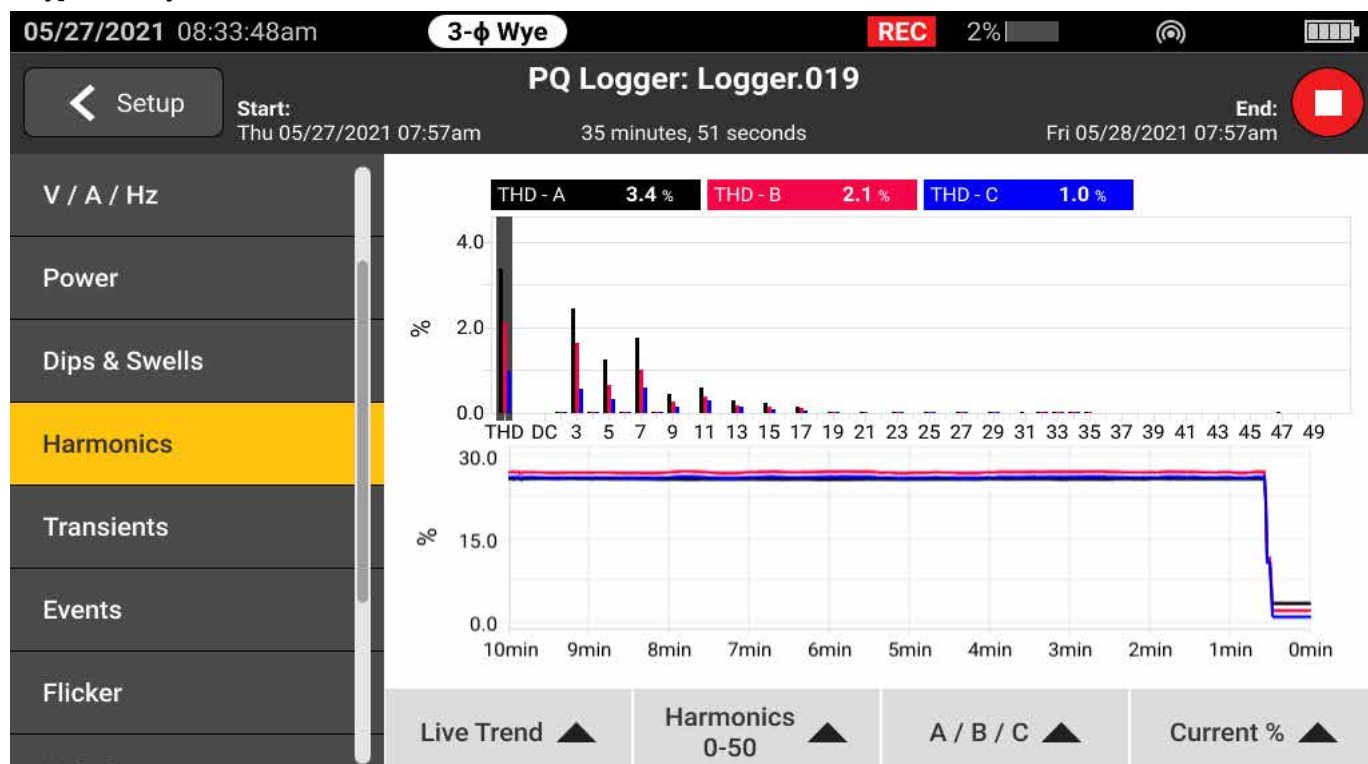 05/27/2021 08:33:48am 3-ϕ Wye REC 2%
PQ Logger: Logger.019
Setup
Start:
Thu 05/27/2021 07:57am
35 minutes, 51 seconds
End:
Fri 05/28/2021 07:57am
V / A / Hz
Power
Dips & Swells
Harmonics
Transients
Events
Flicker
THD - A 3.4 % THD - B 2.1 % THD - C 1.0 %
4.0
%
2.0
0.0
THD DC 3 5 7 9 11 13 15 17 19 21 23 25 27 29 31 33 35 37 39 41 43 45 47 49
30.0
%
15.0
0.0
10min 9min 8min 7min 6min 5min 4min 3min 2min 1min 0min
Live Trend
Harmonics
0-50
A / B / C
Current %